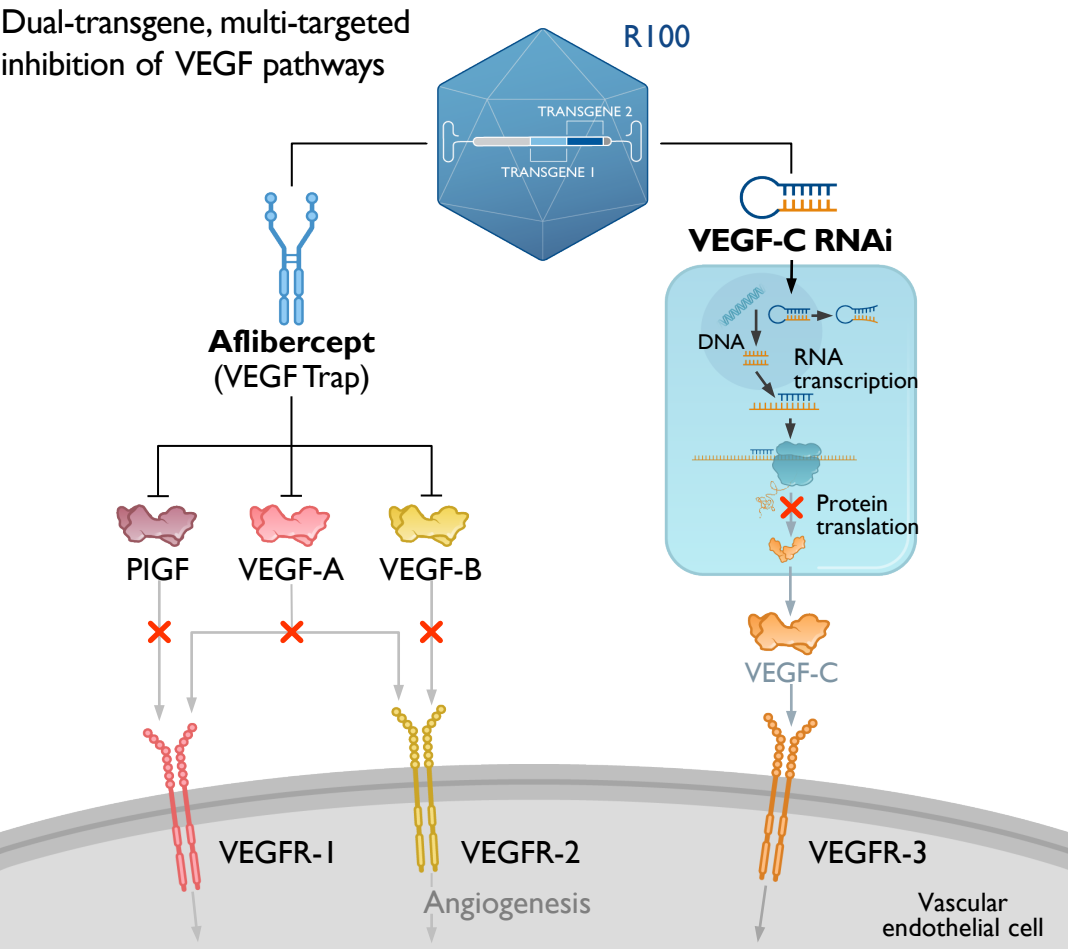 Dual-transgene, multi-targeted
inhibition of VEGF pathways
R100
TRANSGENE 2
TRANSGENE 1
VEGF-C RNAi
Aflibercept
(VEGF Trap)
DNA
RNA
transcription
Protein
translation
PIGF
VEGF-A
VEGF-B
VEGF-C
VEGFR-1
VEGFR-2
VEGFR-3
Angiogenesis
Vascular
endothelial cell